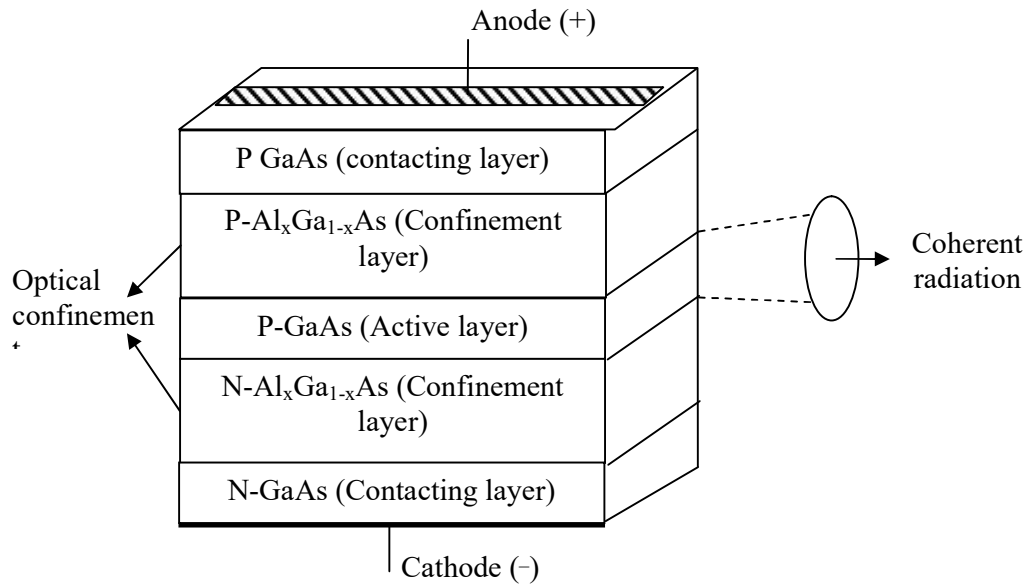 Anode (+)
P GaAs (contacting layer)
P-AlxGa1-xAs (Confinement
layer)
Optical
confinemen
P-GaAs (Active layer)
N-AlxGa1-xAs (Confinement
layer)
N-GaAs (Contacting layer)
Cathode (–)
Coherent
radiation